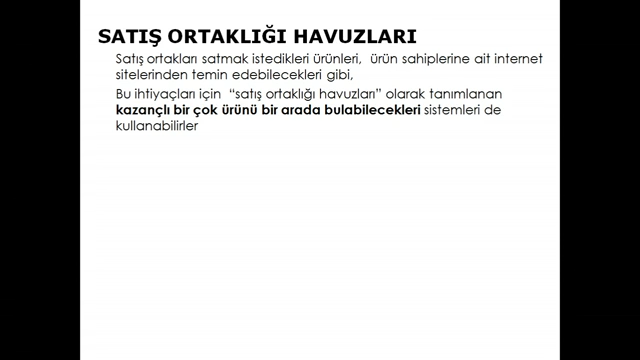 SATIŞ ORTAKLIĞI HAVUZLARI
Satış ortakları satmak istedikleri ürünleri, ürün sahiplerine ait internet
sitelerinden temin edebilecekleri gibi,
Bu ihtiyaçları için “satış ortaklığı havuzları” olarak tanımlanan
kazançlı bir çok ürünü bir arada bulabilecekleri sistemleri de
kullanabilirler